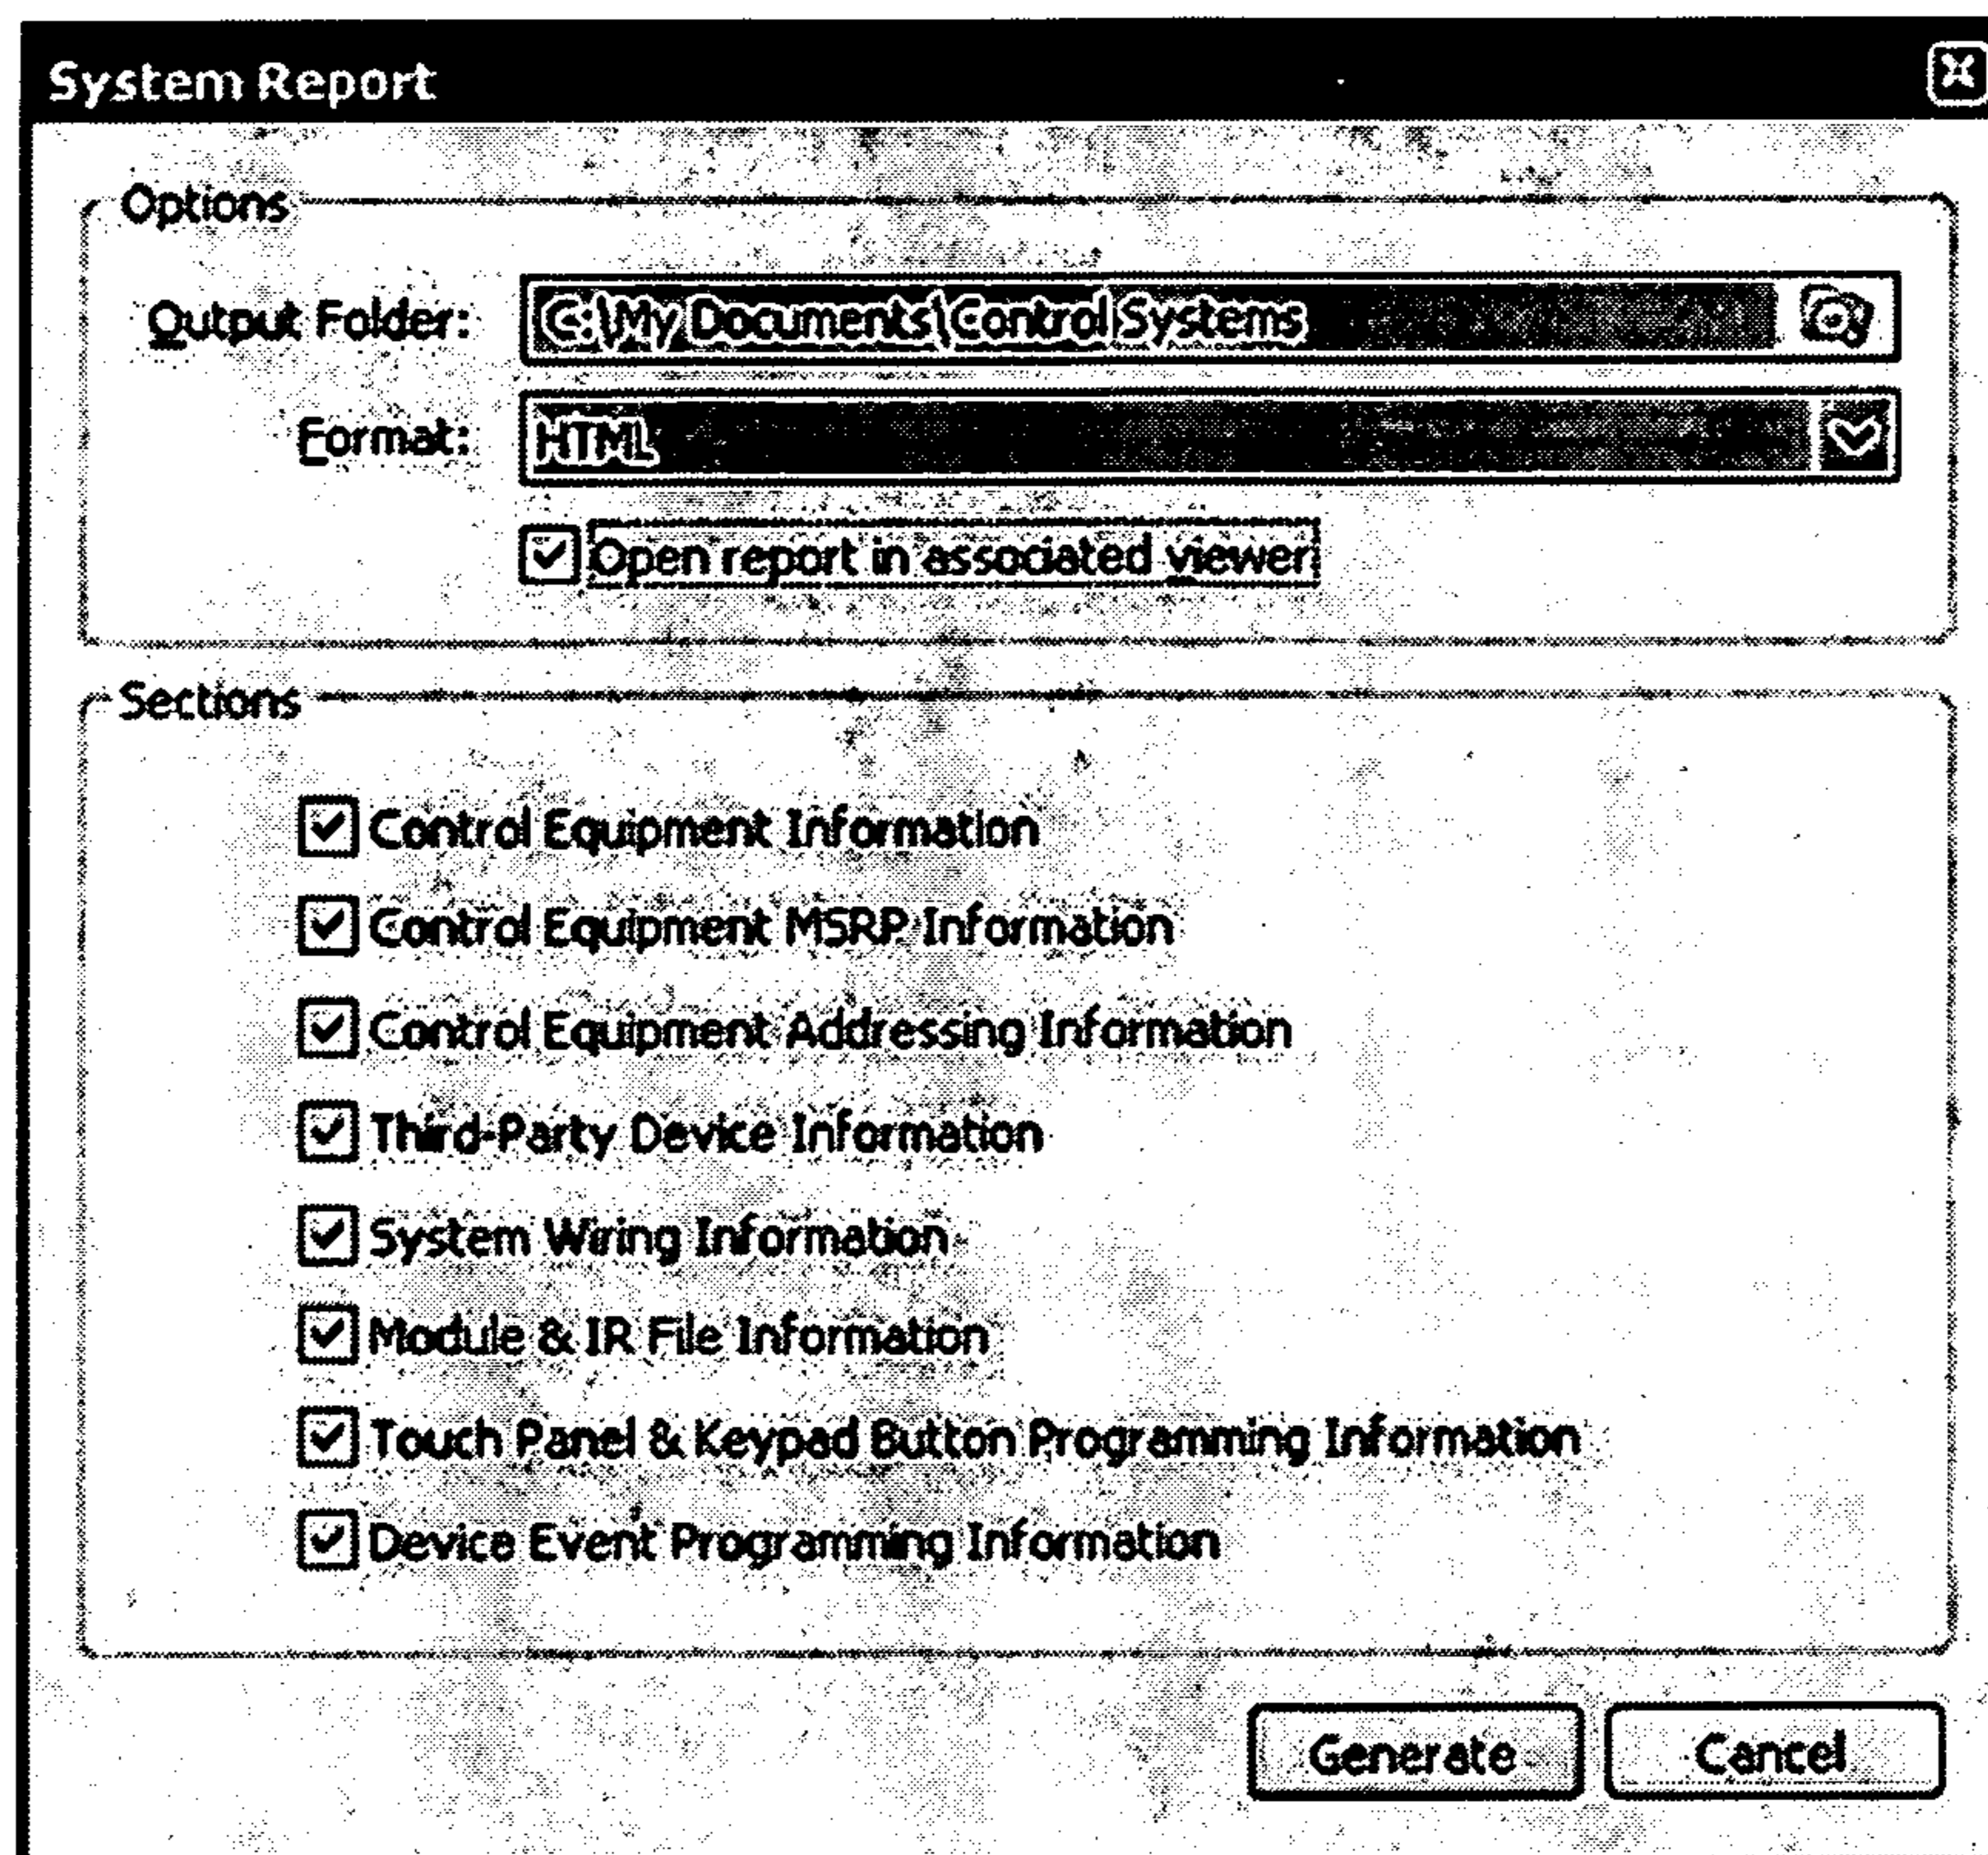 System Report
Options
Output Folder: C:\My Documents\Control Systems
Format: HTML
Open report in associated viewer
Sections
Control Equipment Information
Control Equipment MSRP Information
Control Equipment Addressing Information
Third-Party Device Information
System Wiring Information
Module & IR File Information
Touch Panel & Keypad Button Programming Information
Device Event Programming Information
Generate Cancel